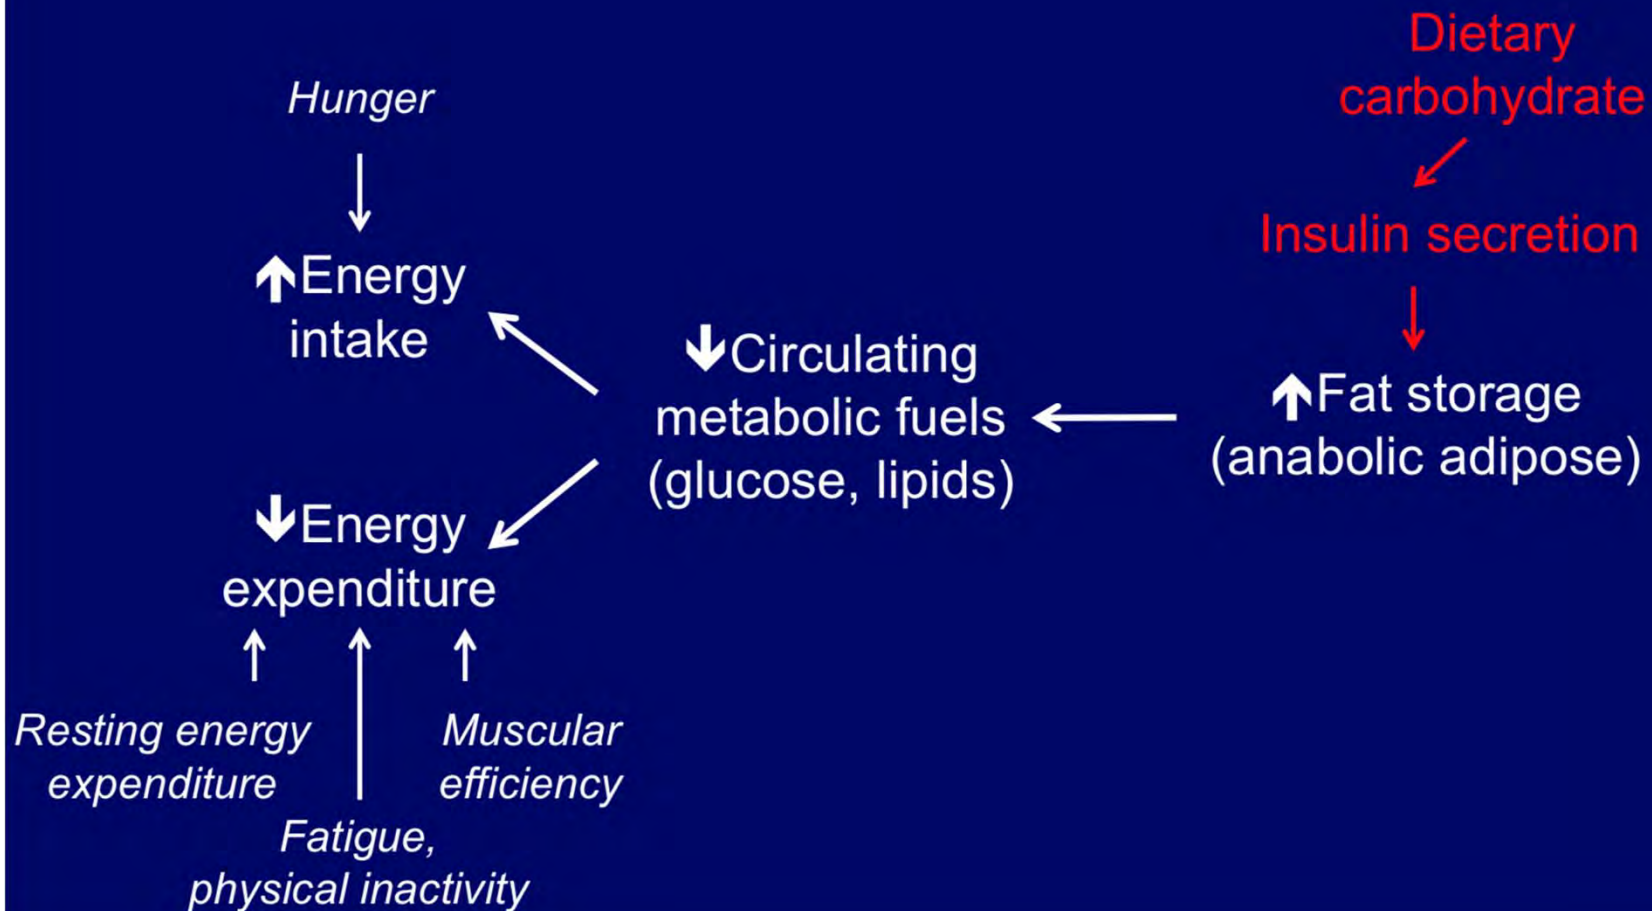 Dietary
carbohydrate
Hunger
Insulin secretion
↑Energy
intake
↓Circulating
metabolic fuels
(glucose, lipids)
↑Fat storage
(anabolic adipose)
↓Energy
expenditure
Resting energy
expenditure
Muscular
efficiency
Fatigue,
physical inactivity